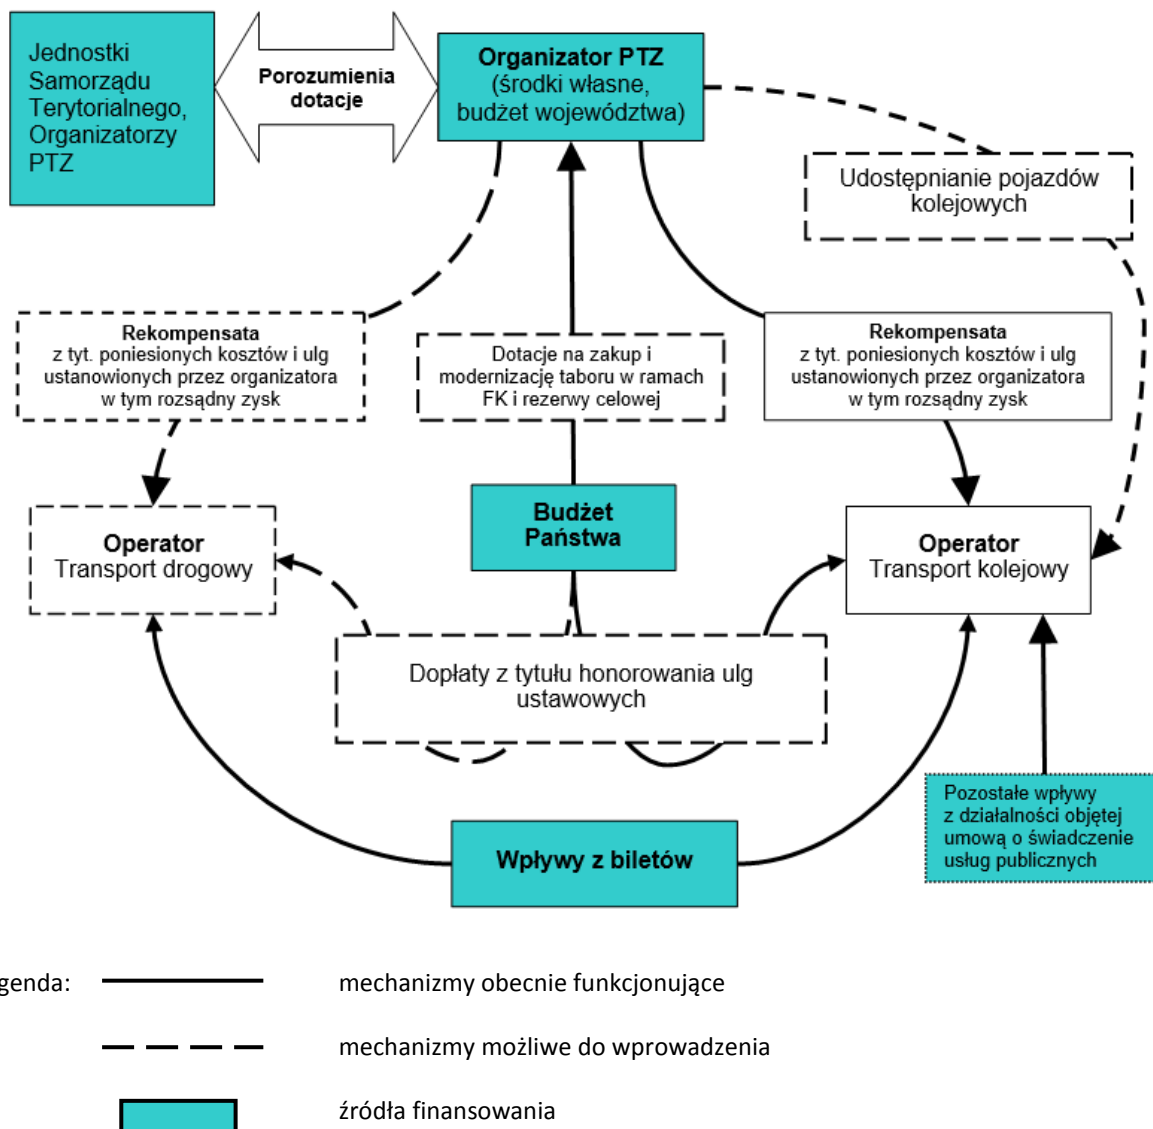 Jednostki
Samorządu
Terytorialnego,
Organizatorzy
PTZ
Porozumienia
dotacje
Organizator PTZ
(środki własne,
budżet województwa)
Udostępnianie pojazdów
kolejowych
Rekompensata
z tyt. poniesionych kosztów i ulg
ustanowionych przez organizatora
w tym rozsądny zysk
Dotacje na zakup i
modernizację taboru w ramach
FK i rezerwy celowej
Rekompensata
z tyt. poniesionych kosztów i ulg
ustanowionych przez organizatora
w tym rozsądny zysk
Operator
Transport drogowy
Budżet
Państwa
Operator
Transport kolejowy
Dopłaty z tytułu honorowania ulg
ustawowych
Wpływy z biletów
Pozostałe wpływy
z działalności objętej
umową o świadczenie
usług publicznych
genda:
mechanizmy obecnie funkcjonujące
mechanizmy możliwe do wprowadzenia
źródła finansowania